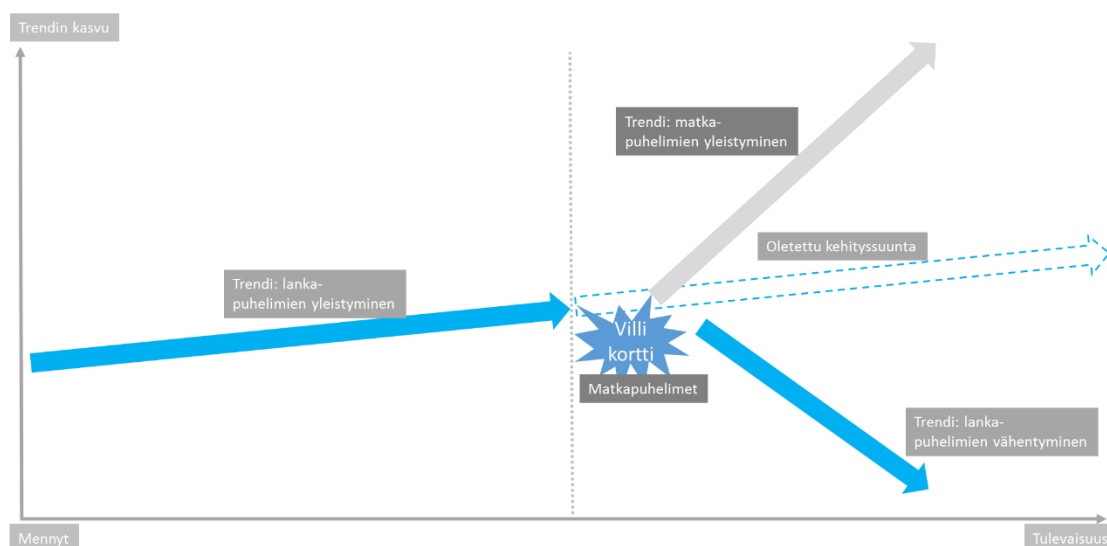 Trendin kasvu
Trendi: matka-
puhelimien yleistyminen
Oletettu kehityssuunta
Trendi: lanka-
puhelimien yleistyminen
Villi
kortti
Matkapuhelimet
Trendi: lanka-
puhelimien vähentyminen
Mennyt
Tulevaisuus